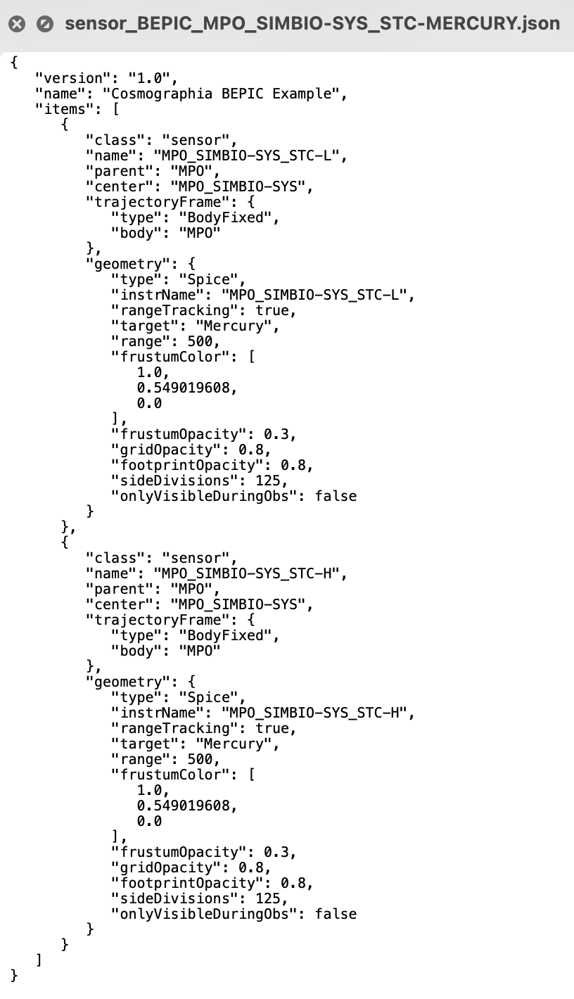 sensor_BEPIC_MPO_SIMBIO-SYS_STC-MERCURY.json
{
   "version": "1.0",
   "name": "Cosmographia BEPIC Example",
   "items": [
      {
         "class": "sensor",
         "name": "MPO_SIMBIO-SYS_STC-L",
         "parent": "MPO",
         "center": "MPO_SIMBIO-SYS",
         "trajectoryFrame": {
            "type": "BodyFixed",
            "body": "MPO"
         },
         "geometry": {
            "type": "Spice",
            "instrName": "MPO_SIMBIO-SYS_STC-L",
            "rangeTracking": true,
            "target": "Mercury",
            "range": 500,
            "frustumColor": [
               1.0,
               0.549019608,
               0.0
            ],
            "frustumOpacity": 0.3,
            "gridOpacity": 0.8,
            "footprintOpacity": 0.8,
            "sideDivisions": 125,
            "onlyVisibleDuringObs": false
         }
      },
      {
         "class": "sensor",
         "name": "MPO_SIMBIO-SYS_STC-H",
         "parent": "MPO",
         "center": "MPO_SIMBIO-SYS",
         "trajectoryFrame": {
            "type": "BodyFixed",
            "body": "MPO"
         },
         "geometry": {
            "type": "Spice",
            "instrName": "MPO_SIMBIO-SYS_STC-H",
            "rangeTracking": true,
            "target": "Mercury",
            "range": 500,
            "frustumColor": [
               1.0,
               0.549019608,
               0.0
            ],
            "frustumOpacity": 0.3,
            "gridOpacity": 0.8,
            "footprintOpacity": 0.8,
            "sideDivisions": 125,
            "onlyVisibleDuringObs": false
         }
      }
   ]
}